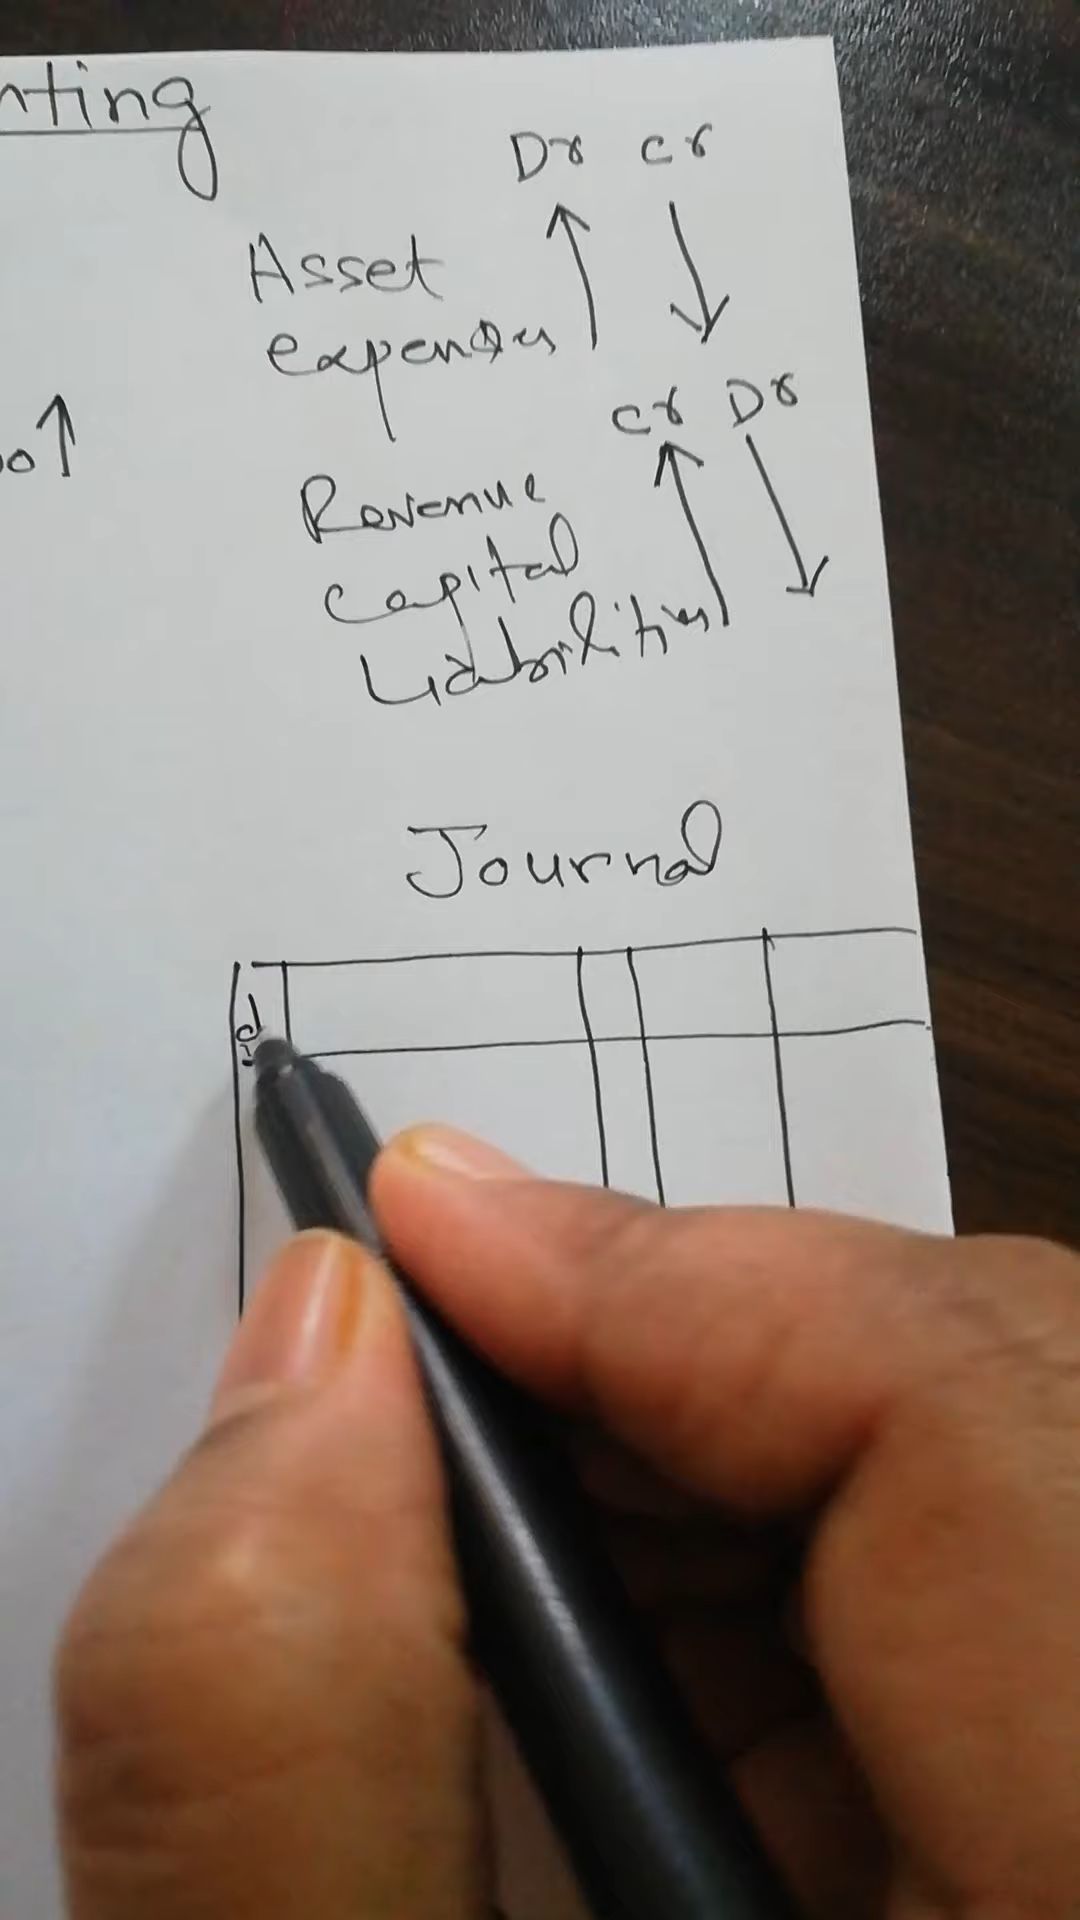 nting
Dr Cr
Asset
expenses
o↑
Cr Dr
Revenue
capital
Liabilities
Journal